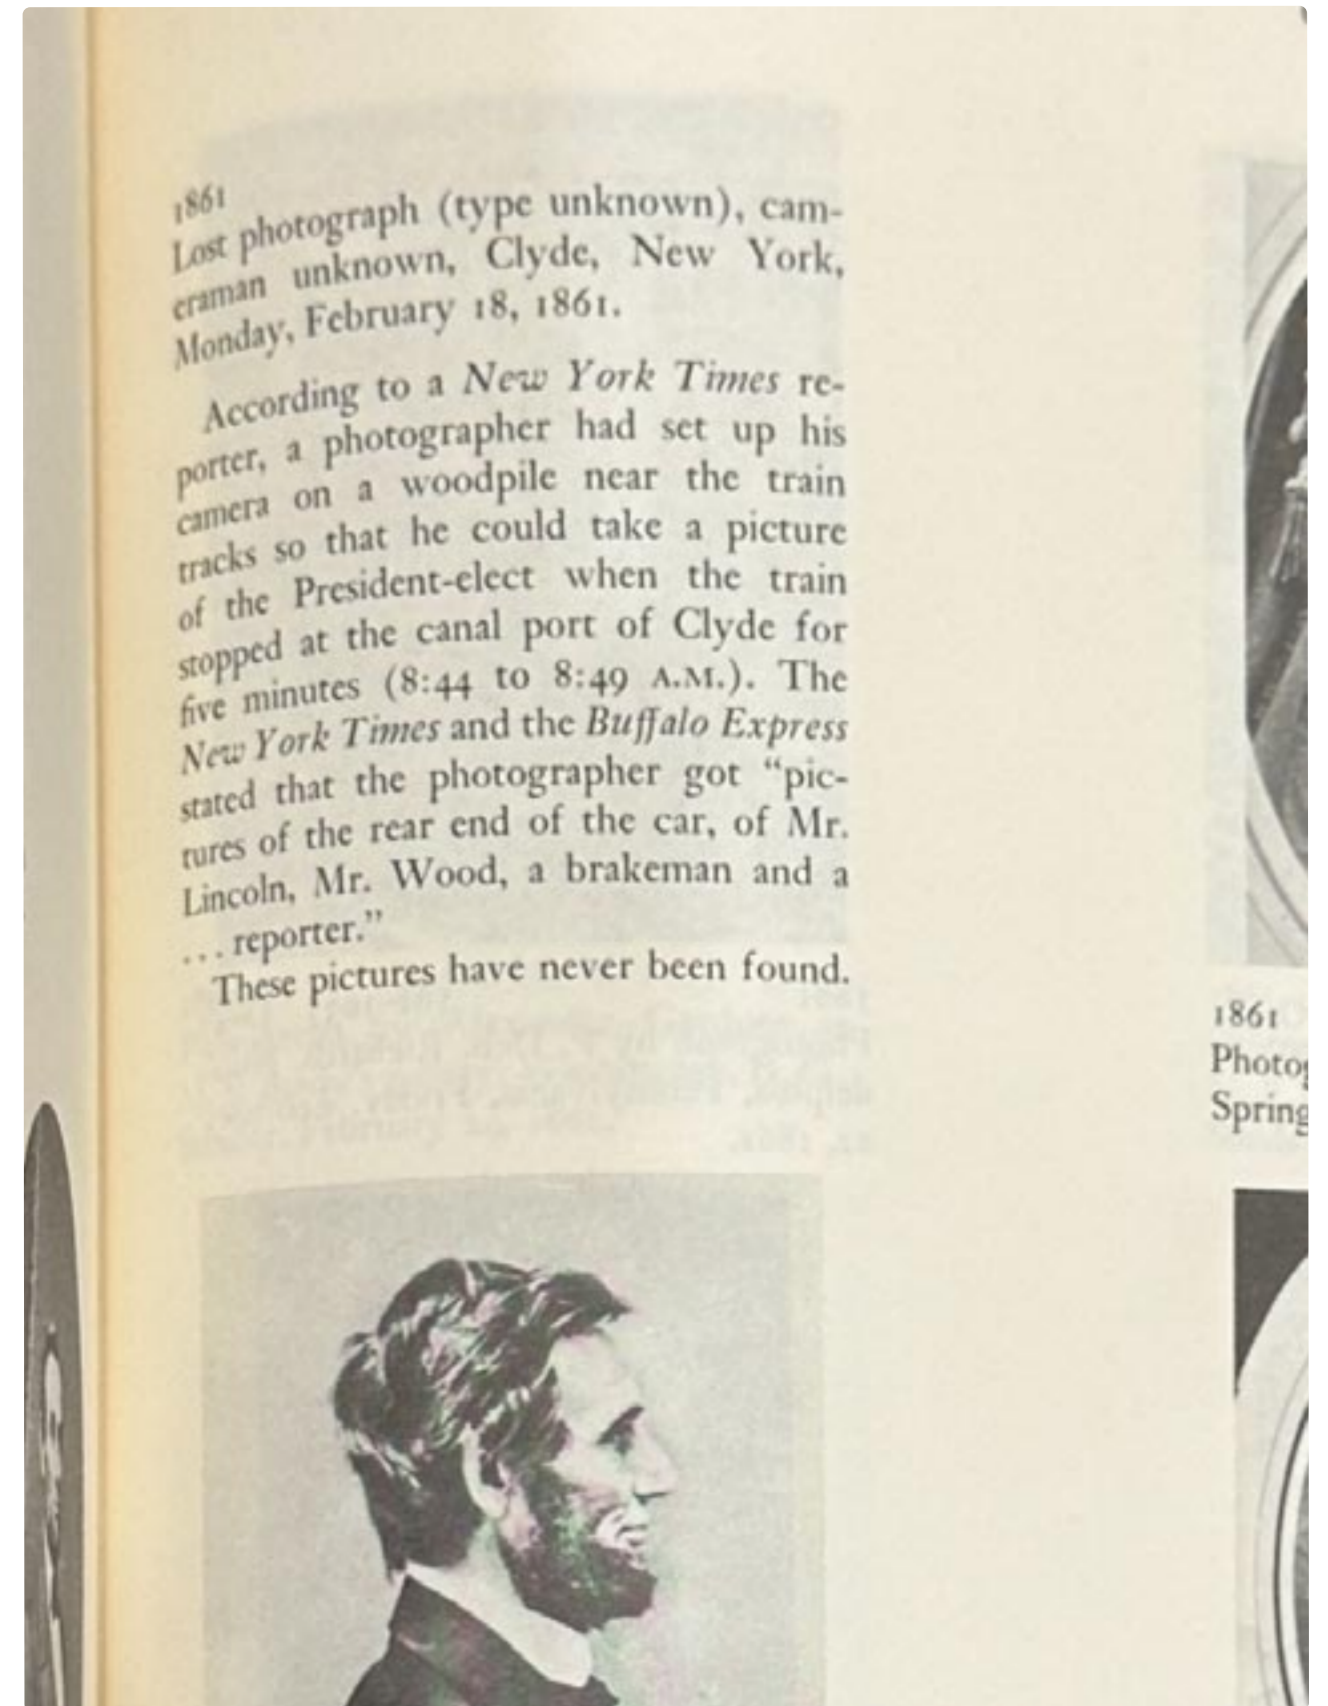 1861
Lost photograph (type unknown), cam-
eraman unknown, Clyde, New York,
Monday, February 18, 1861.
According to a New York Times re-
porter, a photographer had set up his
camera on a woodpile near the train
tracks so that he could take a picture
of the President-elect when the train
stopped at the canal port of Clyde for
five minutes (8:44 to 8:49 A.M.). The
New York Times and the Buffalo Express
stated that the photographer got “pic-
tures of the rear end of the car, of Mr.
Lincoln, Mr. Wood, a brakeman and a
... reporter.”
These pictures have never been found.
1861
Photog
Spring